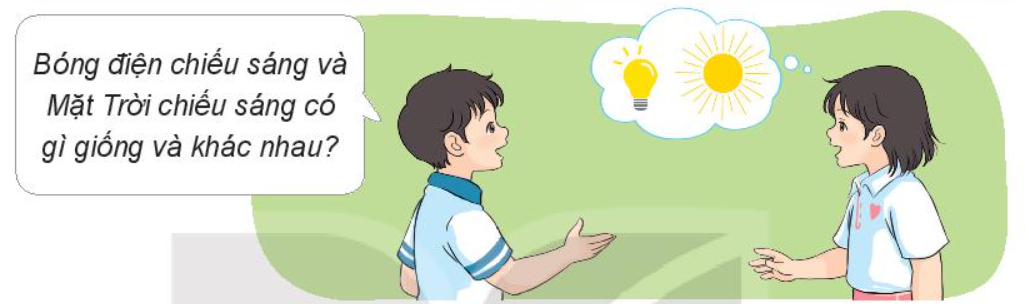 Bóng điện chiếu sáng và
Mặt Trời chiếu sáng có
gì giống và khác nhau?